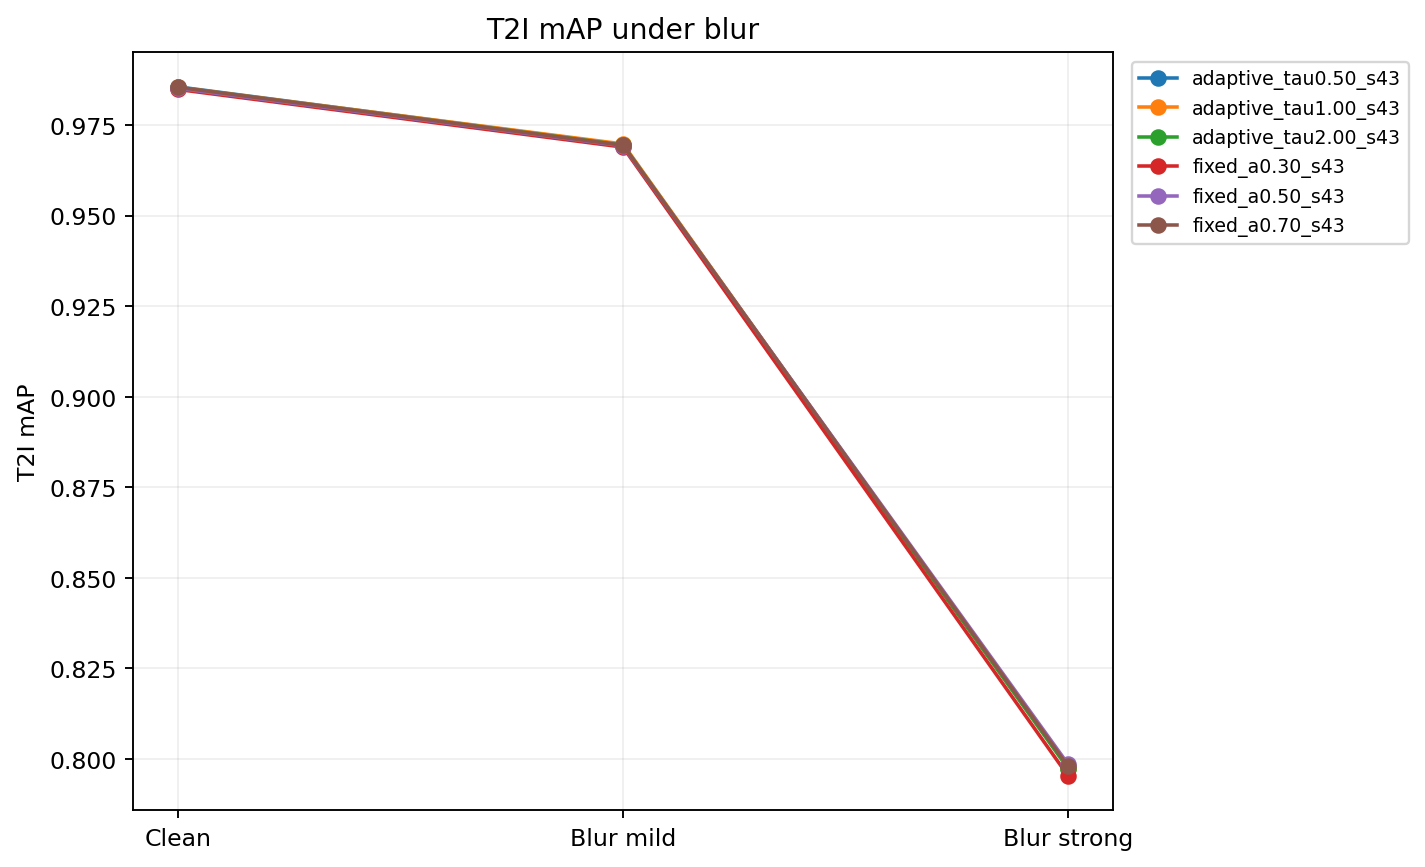 T2I mAP under blur
T2I mAP
0.975
0.950
0.925
0.900
0.875
0.850
0.825
0.800
Clean
Blur mild
Blur strong
adaptive_tau0.50_s43
adaptive_tau1.00_s43
adaptive_tau2.00_s43
fixed_a0.30_s43
fixed_a0.50_s43
fixed_a0.70_s43